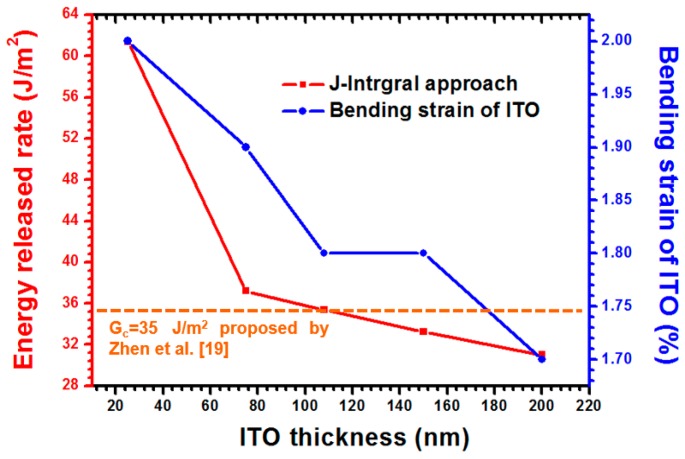 Energy released rate (J/m²)
64
60
56
52
48
44
40
36
32
28
J-Intrgral approach
Bending strain of ITO
G_C=35 J/m² proposed by
Zhen et al. [19]
2.00
1.95
1.90
1.85
1.80
1.75
1.70
Bending strain of ITO (%)
20 40 60 80 100 120 140 160 180 200 220
ITO thickness (nm)